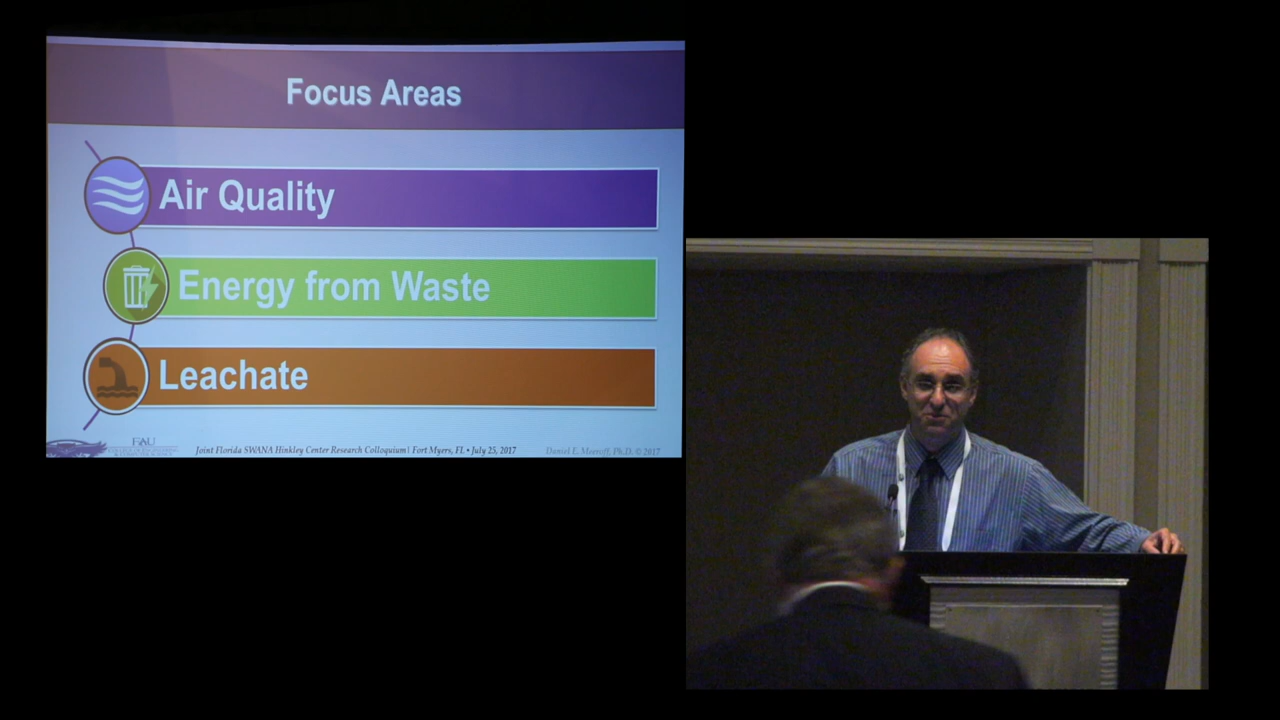 Focus Areas
Air Quality
Energy from Waste
Leachate
FAU
Joint Florida SWANA Hinkley Center Research Colloquium | Fort Myers, FL • July 25, 2017
Daniel E. Meeroff, Ph.D. © 2017